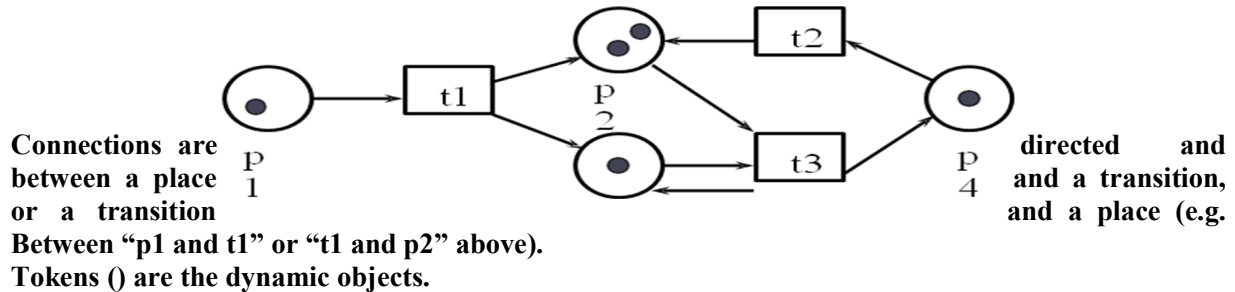 t2
t1
p
2
t3
p
1
p
4
Connections are directed and
between a place and a transition,
or a transition and a place (e.g.
Between “p1 and t1” or “t1 and p2” above).
Tokens () are the dynamic objects.